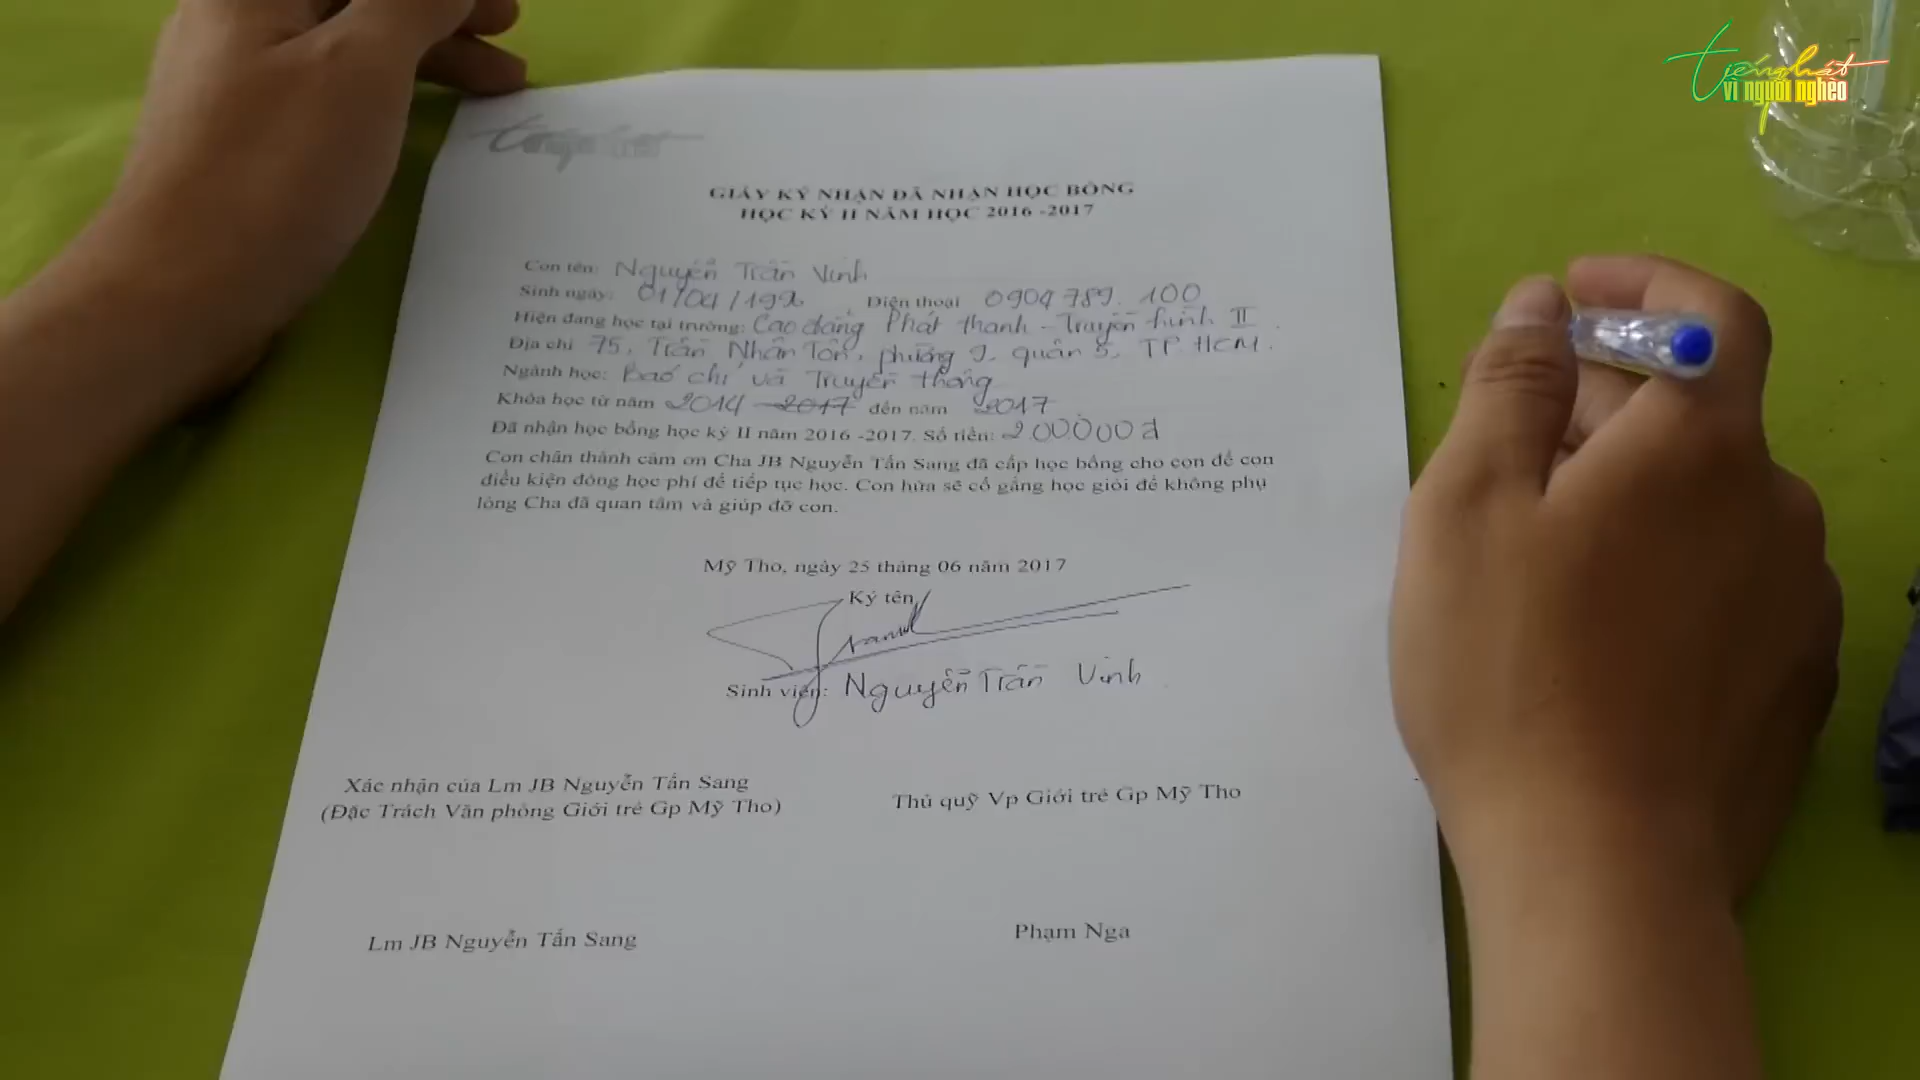 Tiếng hát
vì người nghèo
GIẤY KÝ NHẬN ĐÃ NHẬN HỌC BỔNG
HỌC KỲ II NĂM HỌC 2016 -2017
Con tên: Nguyễn Trần Vinh
Sinh ngày: 01/04/199 Điện thoại 0904 789. 100
Hiện đang học tại trường: Cao đẳng Phát thanh - Truyền hình II.
Địa chỉ 75, Trần Nhân Tôn, phường 9, quận 5, TP. HCM.
Ngành học: Báo chí và Truyền thông
Khóa học từ năm 2014 - 2017 đến năm 2017
Đã nhận học bổng học kỳ II năm 2016 -2017. Số tiền: 2.000.000 đ
Con chân thành cảm ơn Cha JB Nguyễn Tấn Sang đã cấp học bổng cho con để con
điều kiện đóng học phí để tiếp tục học. Con hứa sẽ cố gắng học giỏi để không phụ
lòng Cha đã quan tâm và giúp đỡ con.
Mỹ Tho, ngày 25 tháng 06 năm 2017
Ký tên
Sinh viên: Nguyễn Trần Vinh
Xác nhận của Lm JB Nguyễn Tấn Sang Thủ quỹ Vp Giới trẻ Gp Mỹ Tho
(Đặc Trách Văn phòng Giới trẻ Gp Mỹ Tho)
Lm JB Nguyễn Tấn Sang Phạm Nga